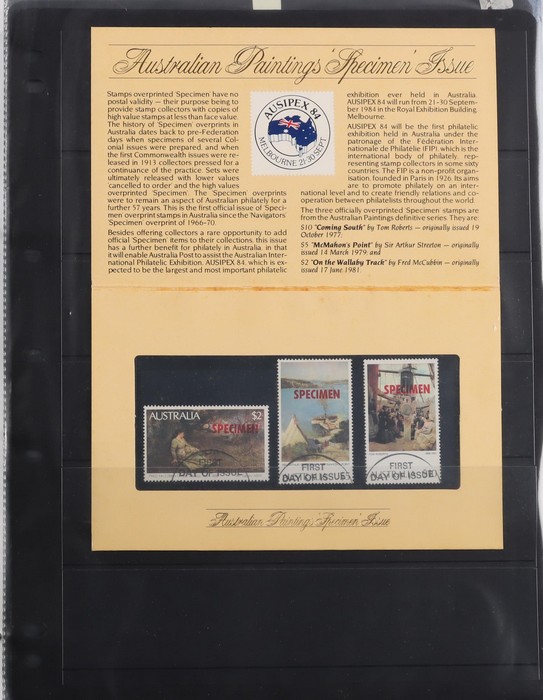 Australian Paintings 'Specimen' Issue
Stamps overprinted 'Specimen' have no
postal validity — their purpose being to
provide stamp collectors with copies of
high value stamps at less than face value.
The history of 'Specimen' overprints in
Australia dates back to pre-Federation
days when specimens of several Col-
onial issues were prepared, and when
the first Commonwealth issues were re-
leased in 1913 collectors pressed for a
continuance of the practice. Sets were
ultimately released with lower values
'cancelled to order' and the high values
overprinted 'Specimen'. The 'Specimen' overprints
were to remain an aspect of Australian philately for a
further 57 years. This is the first official issue of Speci-
men overprint stamps in Australia since the Navigators'
'Specimen' overprint of 1966-70.
Besides offering collectors a rare opportunity to add
official 'Specimen' items to their collections, this issue
has a further benefit for philately in Australia, in that
it will enable Australia Post to assist the Australian Inter-
national Philatelic Exhibition, AUSIPEX 84, which is ex-
pected to be the largest and most important philatelic
AUSIPEX 84
MELBOURNE 21-30 SEPT
exhibition ever held in Australia.
AUSIPEX 84 will run from 21-30 Septem-
ber 1984 in the Royal Exhibition Building,
Melbourne.
AUSIPEX 84 will be the first philatelic
exhibition held in Australia under the
patronage of the Fédération Inter-
nationale de Philatélie (FIP), which is the
international body of philately, rep-
resenting stamp collectors in some sixty
countries. The FIP is a non-profit organ-
isation, founded in Paris in 1926. Its aims
are to promote philately on an inter-
national level and to create friendly relations and co-
operation between philatelists throughout the world.
The three officially overprinted Specimen stamps are
from the Australian Paintings definitive series. They are:
$10 "Coming South" by Tom Roberts — originally issued 19
October 1977;
$5 "McMahon's Point" by Sir Arthur Streeton — originally
issued 14 March 1979; and
$2 "On the Wallaby Track" by Fred McCubbin — originally
issued 17 June 1981.
AUSTRALIA $2
SPECIMEN
DAY OF ISSUE
SPECIMEN
FIRST
DAY OF ISSUE
SPECIMEN
FIRST
DAY OF ISSUE
Australian Paintings 'Specimen' Issue